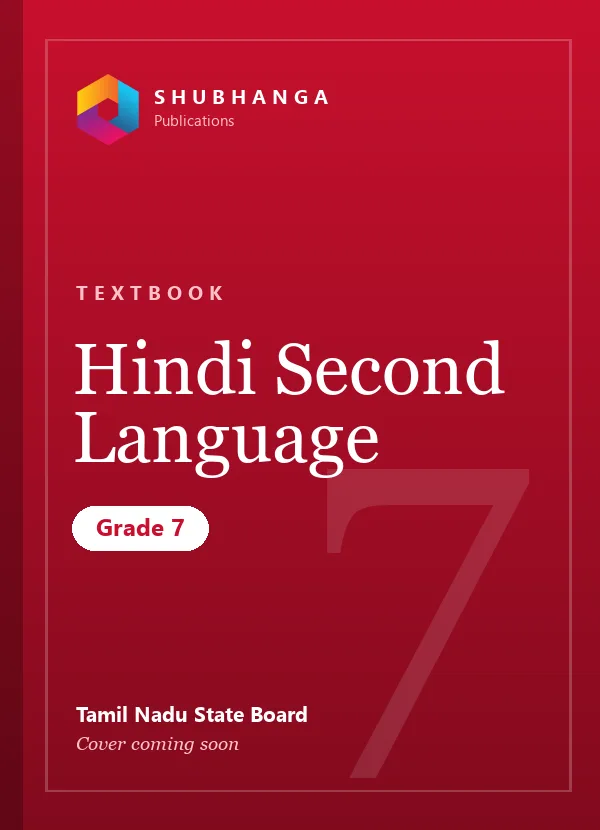 SHUBHANGA
Publications
TEXTBOOK
Hindi Second
Language
Grade 7
7
Tamil Nadu State Board
Cover coming soon